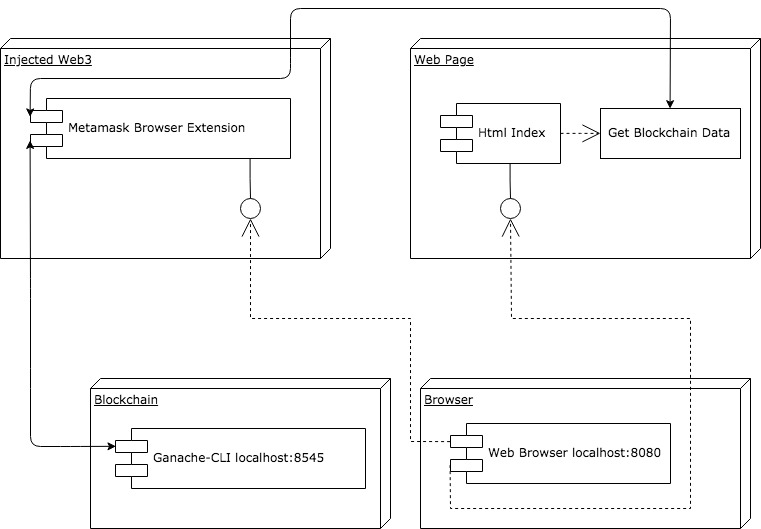 Injected Web3
Metamask Browser Extension
Web Page
Html Index
Get Blockchain Data
Blockchain
Ganache-CLI localhost:8545
Browser
Web Browser localhost:8080